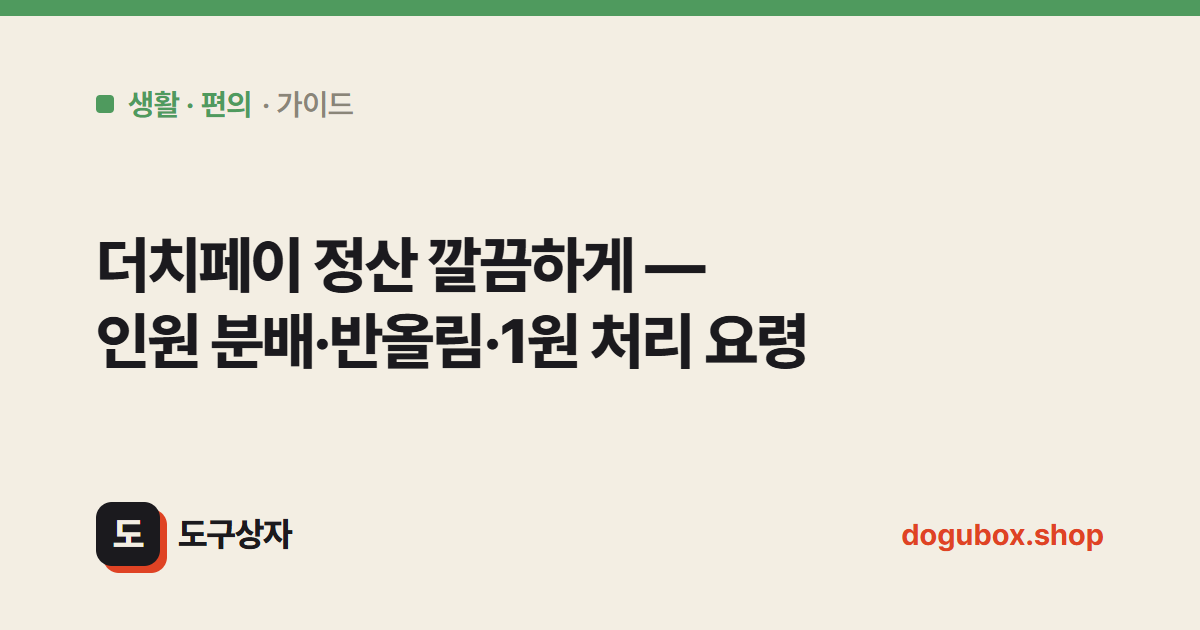 생활 · 편의 · 가이드
더치페이 정산 깔끔하게 —
인원 분배·반올림·1원 처리 요령
도 도구상자
dogubox.shop